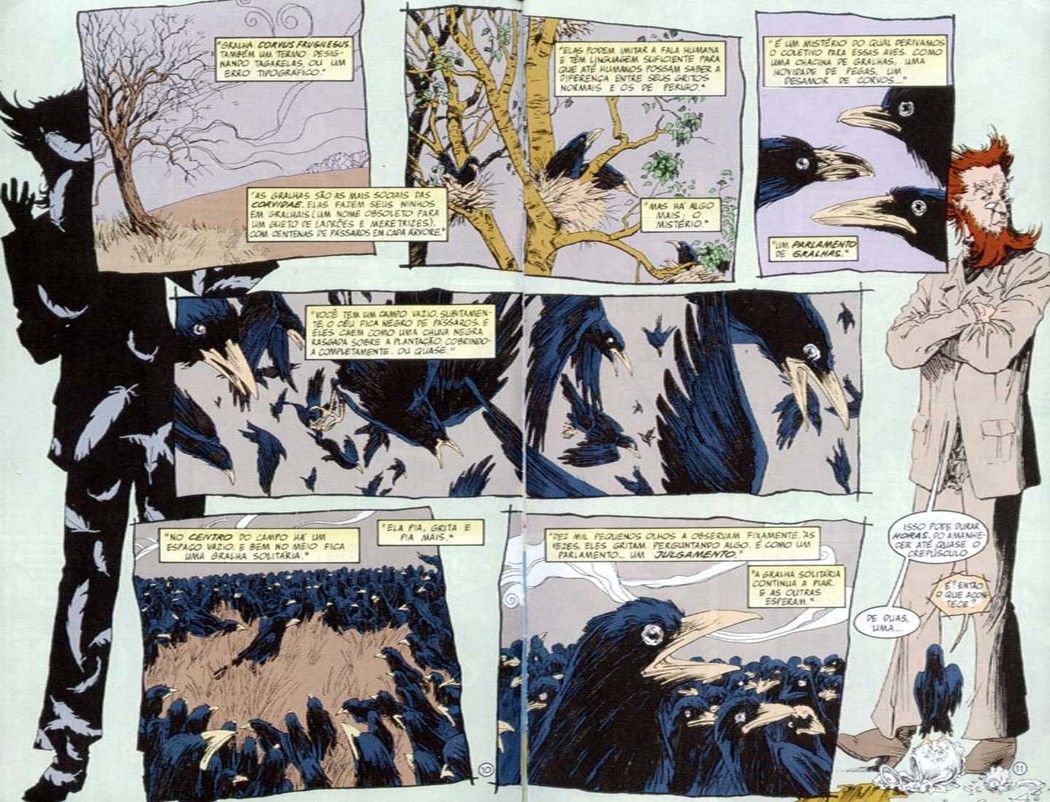 "GRALHA. CORVUS FRUGILEGUS.
TAMBÉM UM TERMO DESIG-
NANDO TAGARELAS, OU UM
ERRO TIPOGRÁFICO."
"AS GRALHAS SÃO AS MAIS SOCIAIS DAS
CORVIDAE. ELAS FAZEM SEUS NINHOS
EM GRALHAIS (UM NOME OBSOLETO PARA
UM GUETO DE LADRÕES E MERETRIZES),
COM CENTENAS DE PÁSSAROS EM CADA ÁRVORE."
"ELAS PODEM IMITAR A FALA HUMANA
E TÊM LINGUAGEM SUFICIENTE PARA
QUE ATÉ HUMANOS POSSAM SABER A
DIFERENÇA ENTRE SEUS GRITOS
NORMAIS E OS DE PERIGO."
"MAS HÁ ALGO
MAIS: O
MISTÉRIO."
"É UM MISTÉRIO DO QUAL DERIVAMOS
O COLETIVO PARA ESSAS AVES. COMO
UMA CHACINA DE GRALHAS, UMA
NOVIDADE DE PEGAS, UM
DESAMOR DE CORVOS..."
"UM PARLAMENTO
DE GRALHAS."
"VOCÊ TEM UM CAMPO VAZIO. SUBITAMEN-
TE, O CÉU FICA NEGRO DE PÁSSAROS, E
ELES CAEM COMO UMA CHUVA NEGRA
RASGADA SOBRE A PLANTAÇÃO, COBRINDO-
A COMPLETAMENTE... OU QUASE."
"NO CENTRO DO CAMPO HÁ UM
ESPAÇO VAZIO. E BEM NO MEIO FICA
UMA GRALHA SOLITÁRIA."
"ELA PIA, GRITA E
PIA MAIS."
"DEZ MIL PEQUENOS OLHOS A OBSERVAM FIXAMENTE. ÀS
VEZES, ELES GRITAM, PERGUNTANDO ALGO. É COMO UM
PARLAMENTO... UM JULGAMENTO."
"A GRALHA SOLITÁRIA
CONTINUA A PIAR.
E AS OUTRAS
ESPERAM."
ISSO PODE DURAR
HORAS. DO AMANHE-
CER ATÉ QUASE O
CREPÚSCULO.
E? ENTÃO
O QUE ACON-
TECE?
DE DUAS,
UMA...
10
11